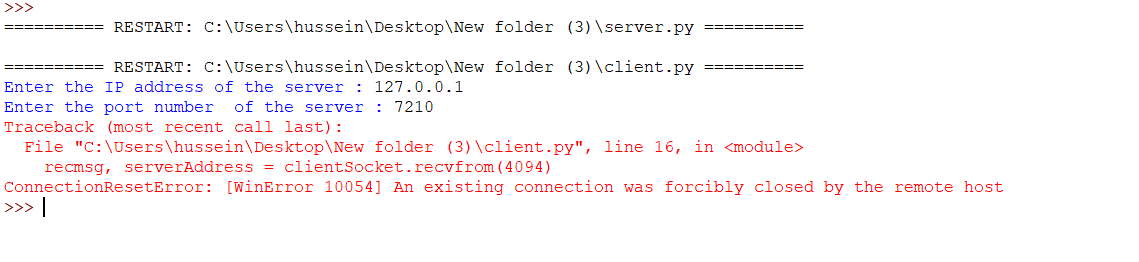 >>>
========== RESTART: C:\Users\hussein\Desktop\New folder (3)\server.py ==========
========== RESTART: C:\Users\hussein\Desktop\New folder (3)\client.py ==========
Enter the IP address of the server : 127.0.0.1
Enter the port number  of the server : 7210
Traceback (most recent call last):
  File "C:\Users\hussein\Desktop\New folder (3)\client.py", line 16, in <module>
    recmsg, serverAddress = clientSocket.recvfrom(4094)
ConnectionResetError: [WinError 10054] An existing connection was forcibly closed by the remote host
>>>